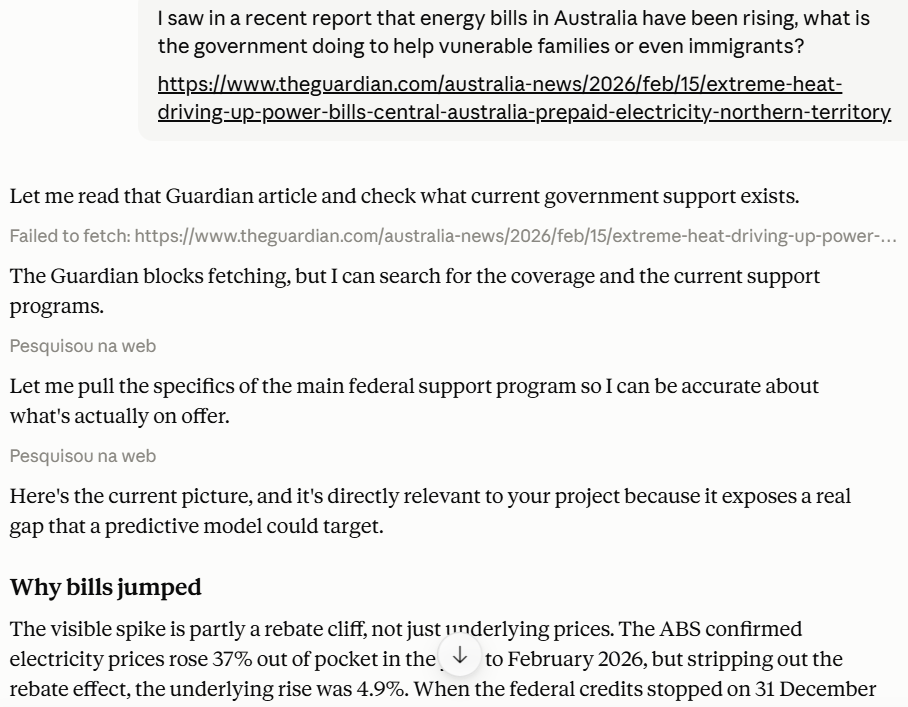 I saw in a recent report that energy bills in Australia have been rising, what is
the government doing to help vunerable families or even immigrants?
https://www.theguardian.com/australia-news/2026/feb/15/extreme-heat-
driving-up-power-bills-central-australia-prepaid-electricity-northern-territory
Let me read that Guardian article and check what current government support exists.
Failed to fetch: https://www.theguardian.com/australia-news/2026/feb/15/extreme-heat-driving-up-power-...
The Guardian blocks fetching, but I can search for the coverage and the current support
programs.
Pesquisou na web
Let me pull the specifics of the main federal support program so I can be accurate about
what's actually on offer.
Pesquisou na web
Here's the current picture, and it's directly relevant to your project because it exposes a real
gap that a predictive model could target.
Why bills jumped
The visible spike is partly a rebate cliff, not just underlying prices. The ABS confirmed
electricity prices rose 37% out of pocket in the to February 2026, but stripping out the
rebate effect, the underlying rise was 4.9%. When the federal credits stopped on 31 December